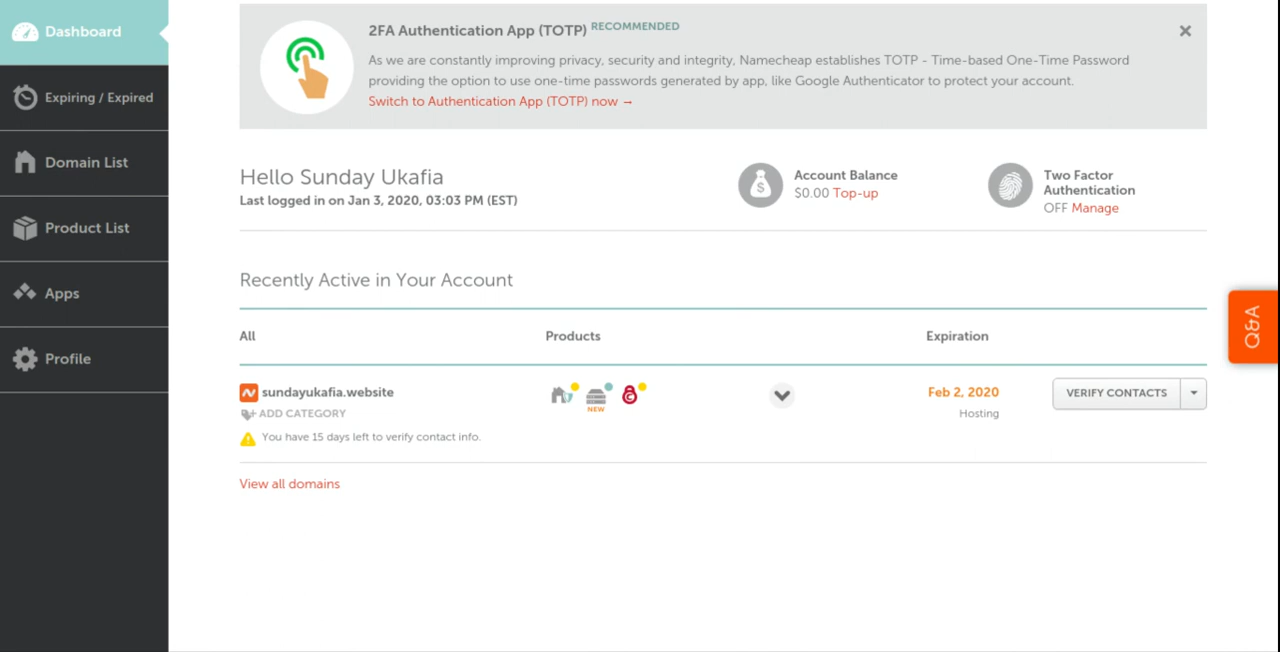 Dashboard
Expiring / Expired
Domain List
Product List
Apps
Profile
2FA Authentication App (TOTP) RECOMMENDED
As we are constantly improving privacy, security and integrity, Namecheap establishes TOTP - Time-based One-Time Password
providing the option to use one-time passwords generated by app, like Google Authenticator to protect your account.
Switch to Authentication App (TOTP) now →
Hello Sunday Ukafia
Last logged in on Jan 3, 2020, 03:03 PM (EST)
Account Balance
$0.00 Top-up
Two Factor
Authentication
OFF Manage
Recently Active in Your Account
All Products Expiration
sundayukafia.website
NEW
Feb 2, 2020
VERIFY CONTACTS
ADD CATEGORY
Hosting
You have 15 days left to verify contact info.
View all domains
Q&A